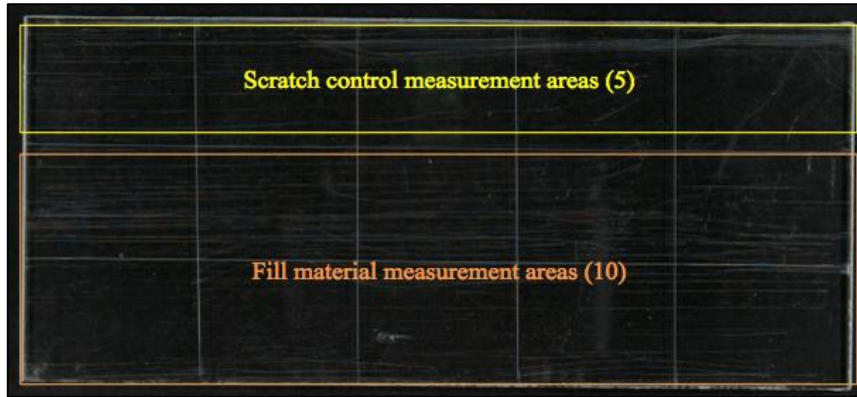 Scratch control measurement areas (5)
Fill material measurement areas (10)